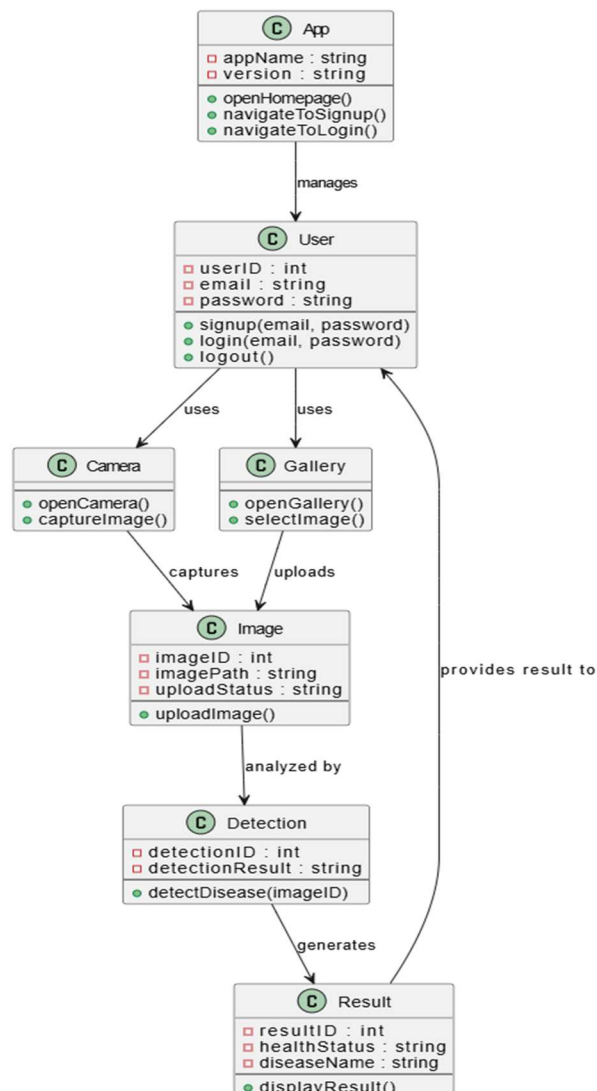 C App
appName : string
version : string
openHomepage()
navigateToSignup()
navigateToLogin()
manages
C User
userID : int
email : string
password : string
signup(email, password)
login(email, password)
logout()
uses
uses
C Camera
openCamera()
captureImage()
C Gallery
openGallery()
selectImage()
captures
uploads
C Image
imageID : int
imagePath : string
uploadStatus : string
uploadImage()
provides result to
analyzed by
C Detection
detectionID : int
detectionResult : string
detectDisease(imageID)
generates
C Result
resultID : int
healthStatus : string
diseaseName : string
displayResult()